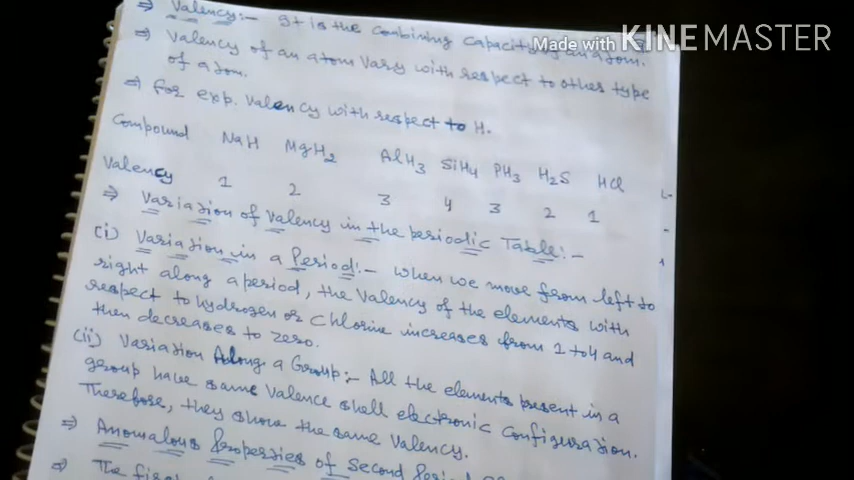 ⇒ Valency:- It is the combining capacity of an atom.
Made with KINEMASTER
⇒ Valency of an atom vary with respect to other type
of atom.
⇒ for exp. valency with respect to H.
Compound NaH MgH2 AlH3 SiH4 PH3 H2S HCl
Valency 1 2 3 4 3 2 1
⇒ Variation of Valency in the periodic Table:-
(i) Variation in a Period:- When we move from left to
right along a period, the valency of the elements with
respect to hydrogen or Chlorine increases from 1 to 4 and
then decreases to zero.
(ii) Variation Along a Group:- All the elements present in a
group have same valence shell electronic Configuration.
Therefore, they show the same valency.
⇒ Anomalous Properties of Second Period
⇒ The first